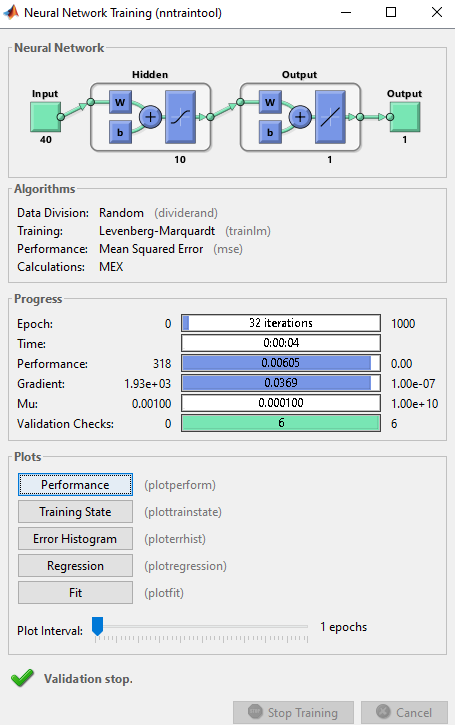 Neural Network Training (nntraintool)
Neural Network
Hidden Output
Input Output
W W
b b
40 1
10 1
Algorithms
Data Division: Random (dividerand)
Training: Levenberg-Marquardt (trainlm)
Performance: Mean Squared Error (mse)
Calculations: MEX
Progress
Epoch: 0 32 iterations 1000
Time: 0:00:04
Performance: 318 0.00605 0.00
Gradient: 1.93e+03 0.0369 1.00e-07
Mu: 0.00100 0.000100 1.00e+10
Validation Checks: 0 6 6
Plots
Performance (plotperform)
Training State (plottrainstate)
Error Histogram (ploterrhist)
Regression (plotregression)
Fit (plotfit)
Plot Interval: 1 epochs
Validation stop.
Stop Training Cancel